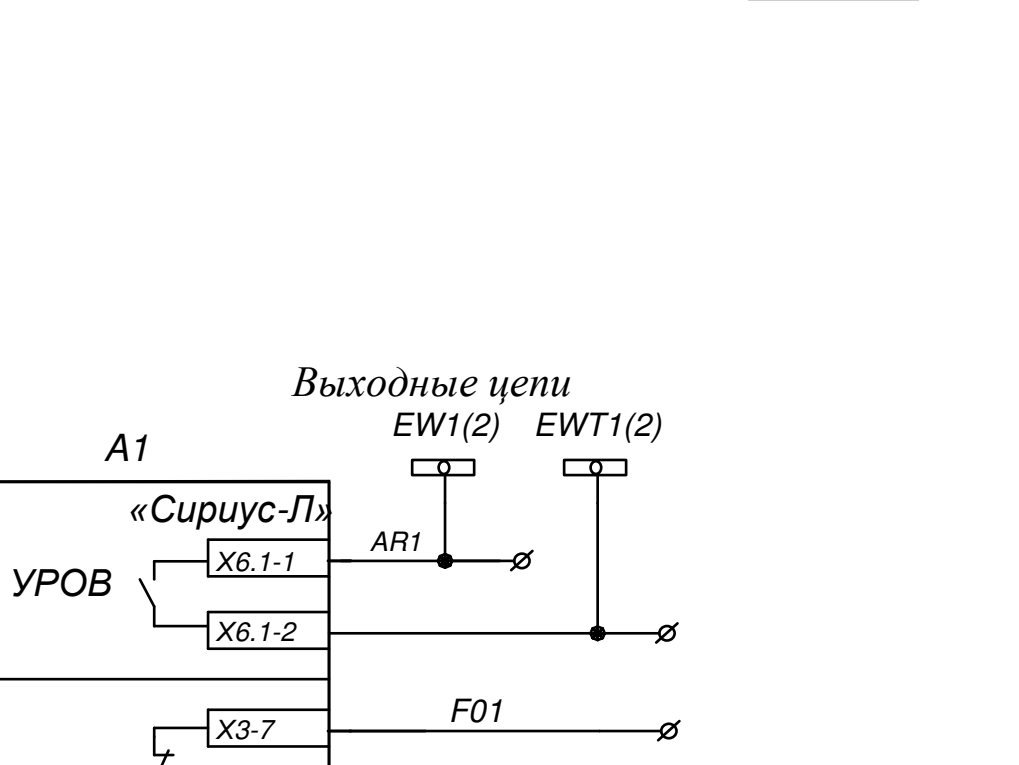 Выходные цепи
EW1(2) EWT1(2)
A1
«Сириус-Л»
AR1
X6.1-1
УРОВ
X6.1-2
F01
X3-7